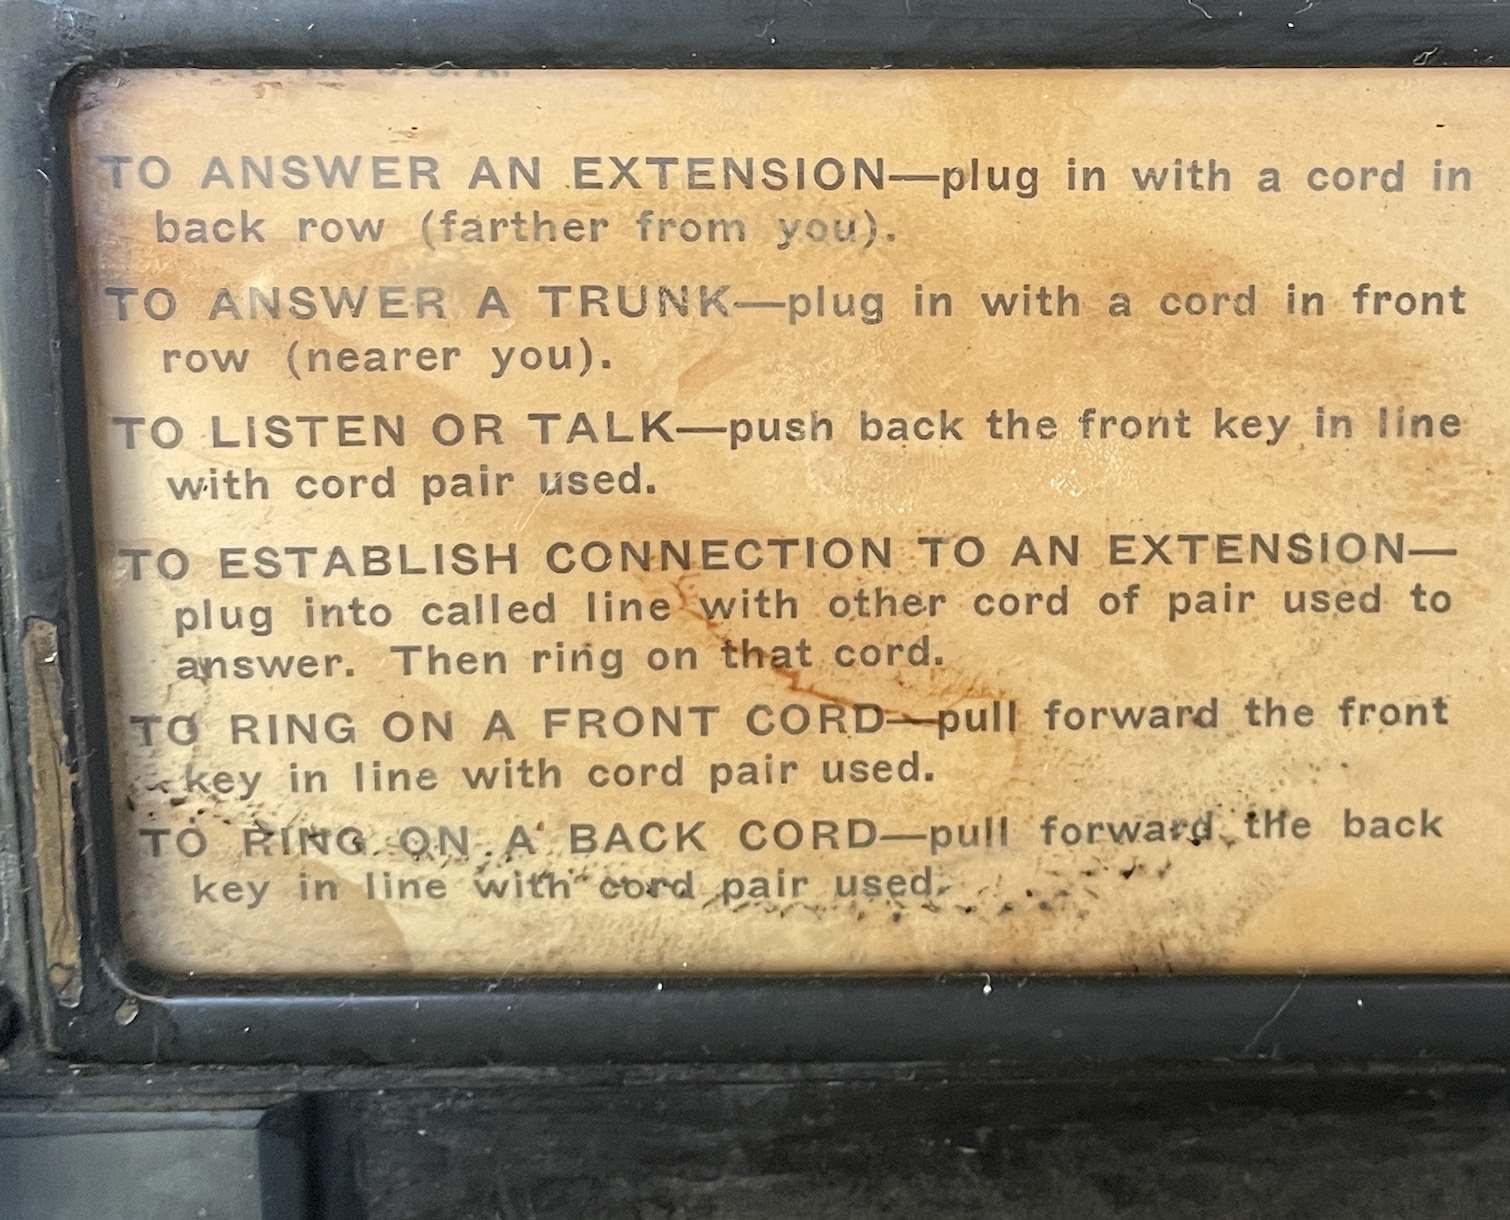 IN U.S.A.
TO ANSWER AN EXTENSION—plug in with a cord in
back row (farther from you).
TO ANSWER A TRUNK—plug in with a cord in front
row (nearer you).
TO LISTEN OR TALK—push back the front key in line
with cord pair used.
TO ESTABLISH CONNECTION TO AN EXTENSION—
plug into called line with other cord of pair used to
answer. Then ring on that cord.
TO RING ON A FRONT CORD—pull forward the front
key in line with cord pair used.
TO RING ON A BACK CORD—pull forward the back
key in line with cord pair used.